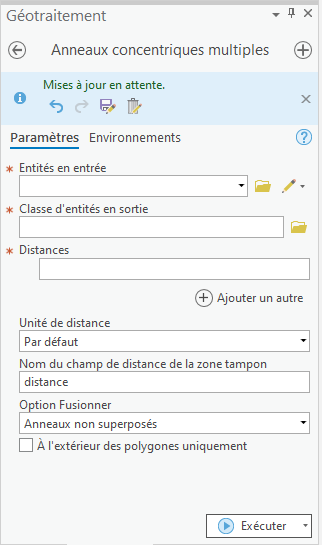 Géotraitement
Anneaux concentriques multiples
Mises à jour en attente.
Paramètres Environnements
* Entités en entrée
* Classe d'entités en sortie
* Distances
Ajouter un autre
Unité de distance
Par défaut
Nom du champ de distance de la zone tampon
distance
Option Fusionner
Anneaux non superposés
À l'extérieur des polygones uniquement
Exécuter